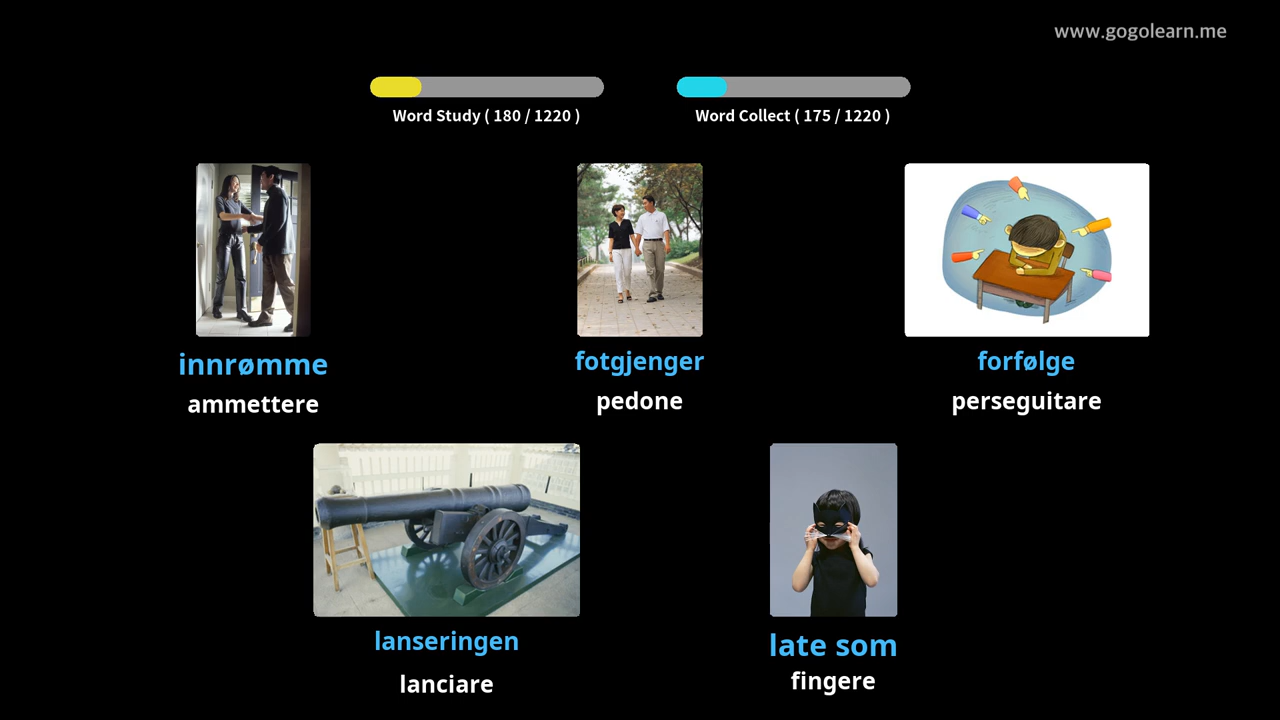 www.gogolearn.me
Word Study ( 180 / 1220 )
Word Collect ( 175 / 1220 )
innrømme
ammettere
fotgjenger
pedone
forfølge
perseguitare
lanseringen
lanciare
late som
fingere